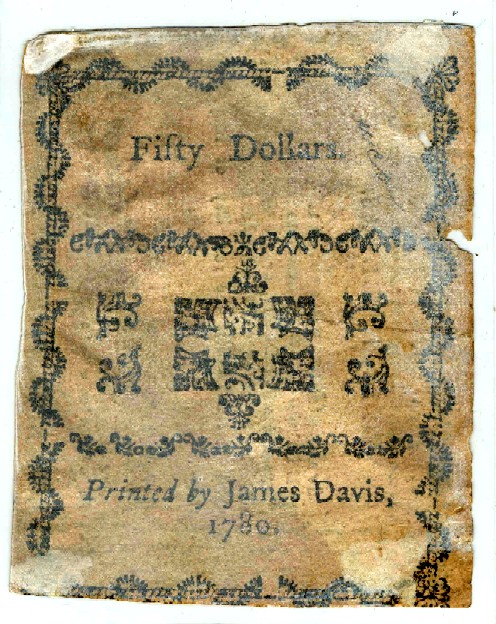 Fifty Dollars.
Printed by James Davis,
1780.